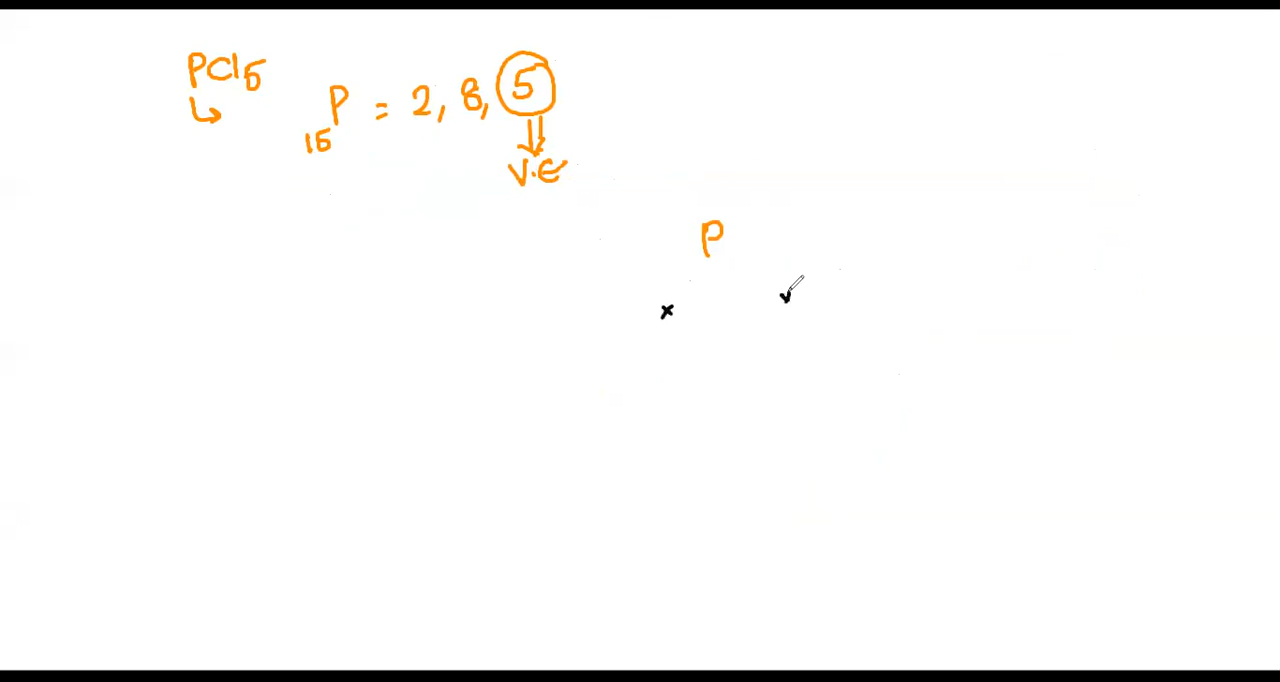 PCl5
↳
15P = 2, 8, 5
V.E
P
x